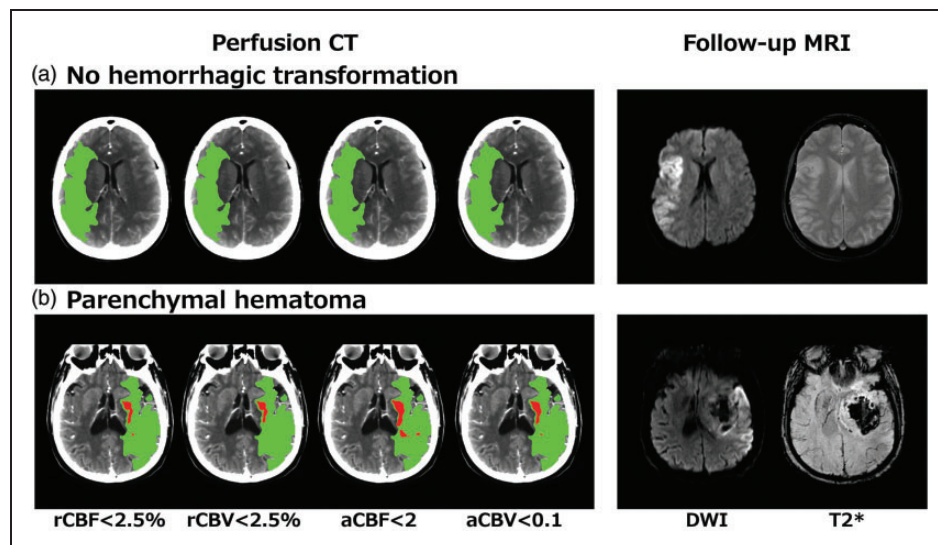 Perfusion CT Follow-up MRI
(a) No hemorrhagic transformation
(b) Parenchymal hematoma
rCBF<2.5% rCBV<2.5% aCBF<2 aCBV<0.1 DWI T2*